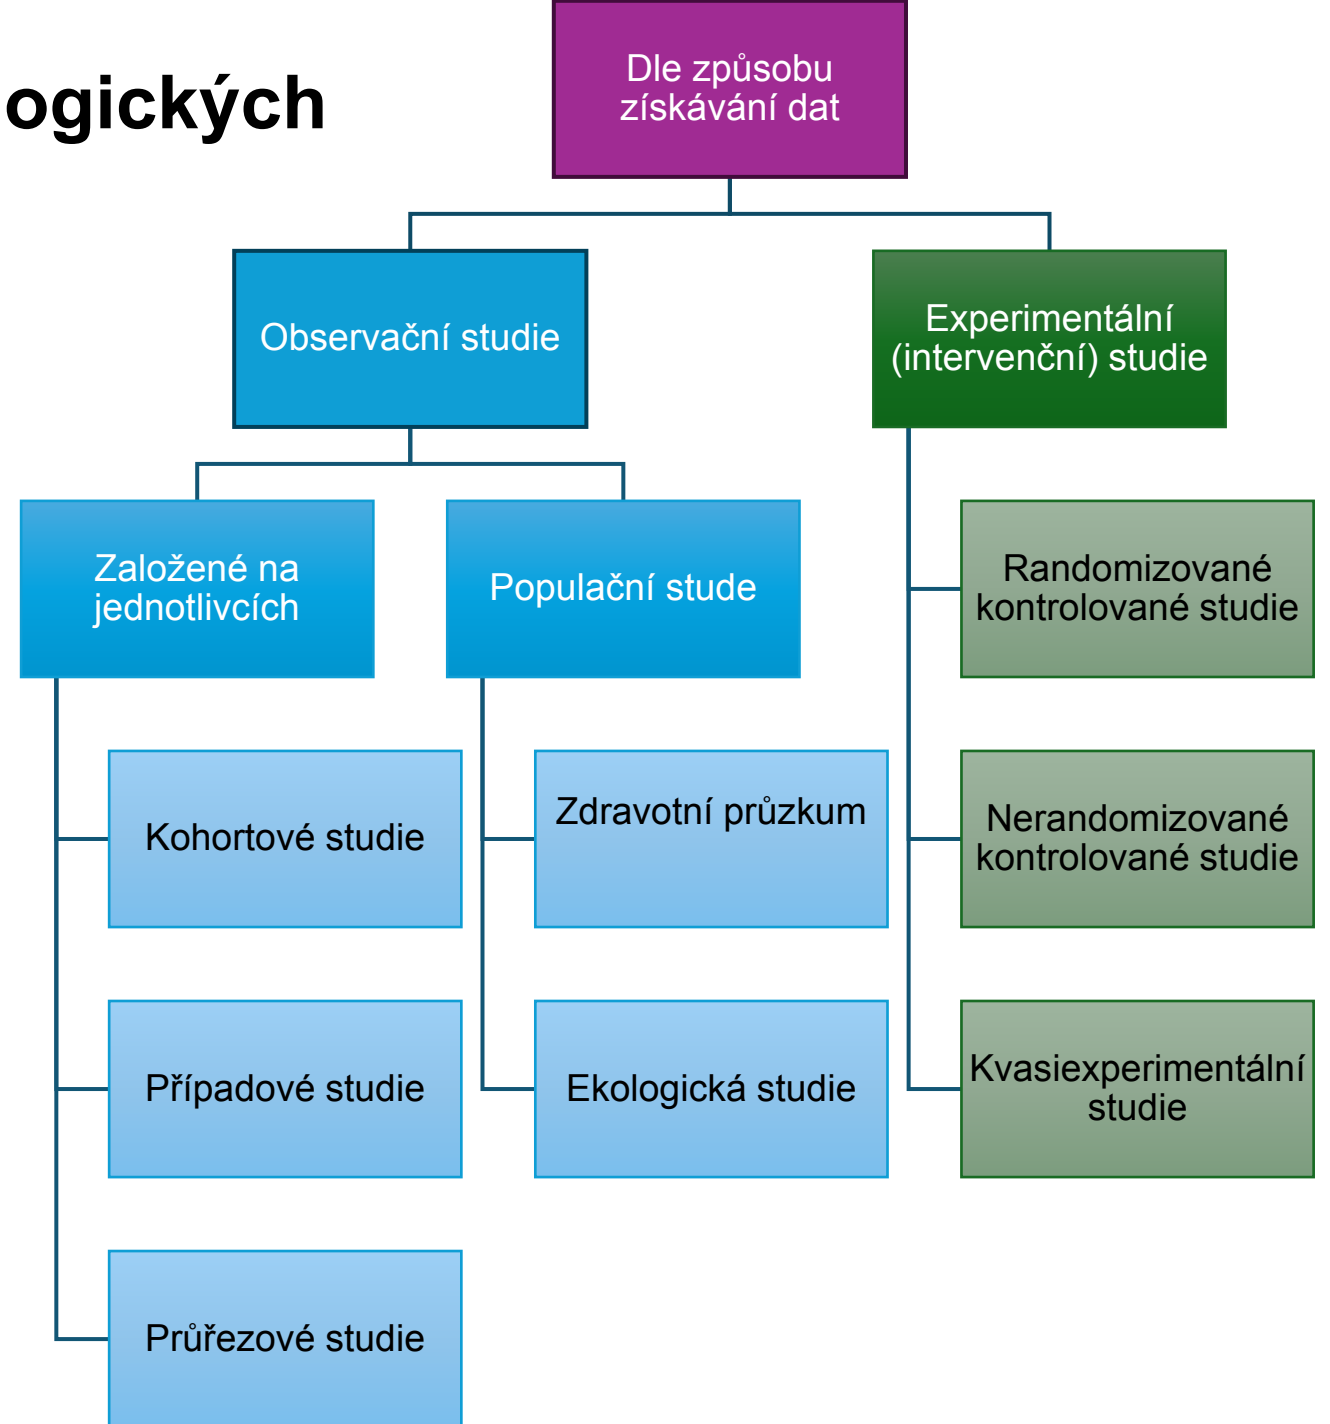 ogických
Dle způsobu
získávání dat
Observační studie
Experimentální
(intervenční) studie
Založené na
jednotlivcích
Populační stude
Randomizované
kontrolované studie
Kohortové studie
Zdravotní průzkum
Nerandomizované
kontrolované studie
Případové studie
Ekologická studie
Kvasiexperimentální
studie
Průřezové studie